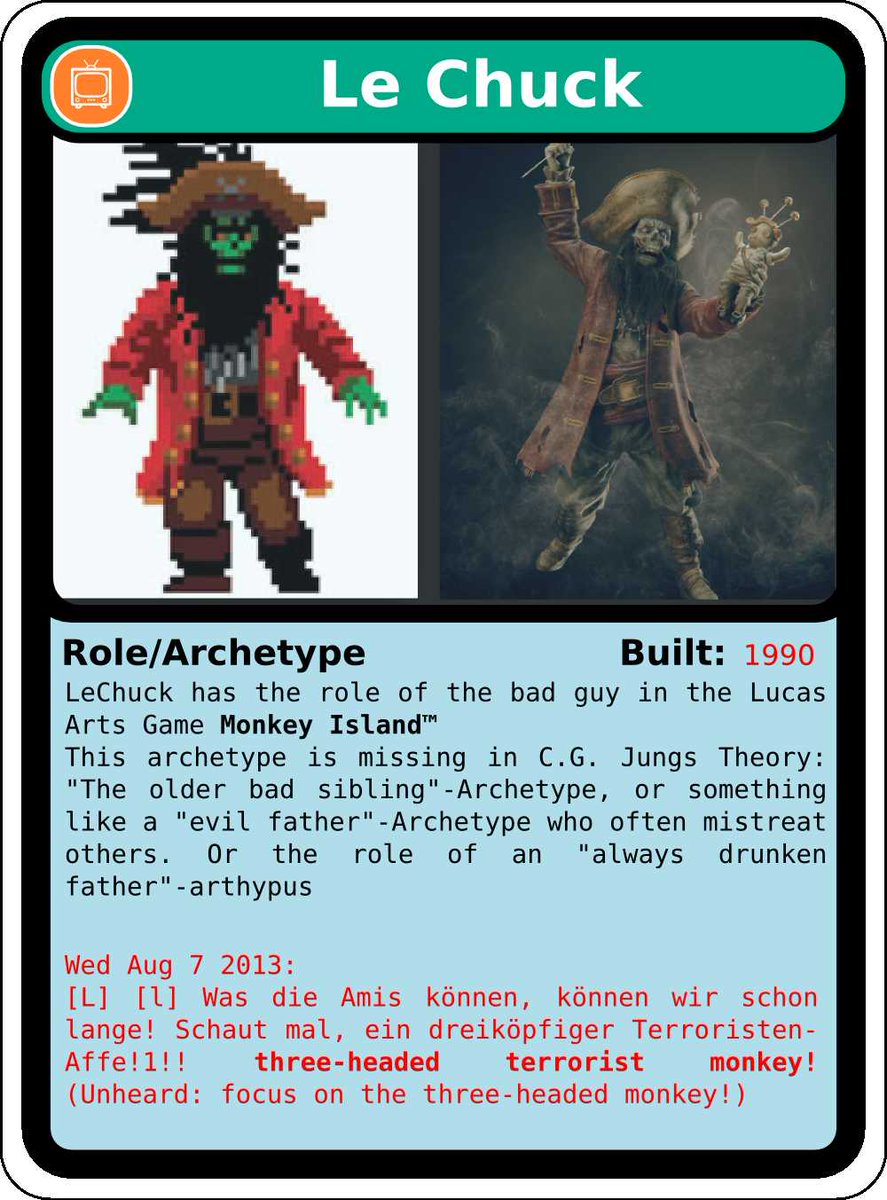 Le Chuck
Role/Archetype Built: 1990
LeChuck has the role of the bad guy in the Lucas
Arts Game Monkey Island™
This archetype is missing in C.G. Jungs Theory:
"The older bad sibling"-Archetype, or something
like a "evil father"-Archetype who often mistreat
others. Or the role of an "always drunken
father"-arthypus
Wed Aug 7 2013:
[L] [l] Was die Amis können, können wir schon
lange! Schaut mal, ein dreiköpfiger Terroristen-
Affe!1!! three-headed terrorist monkey!
(Unheard: focus on the three-headed monkey!)